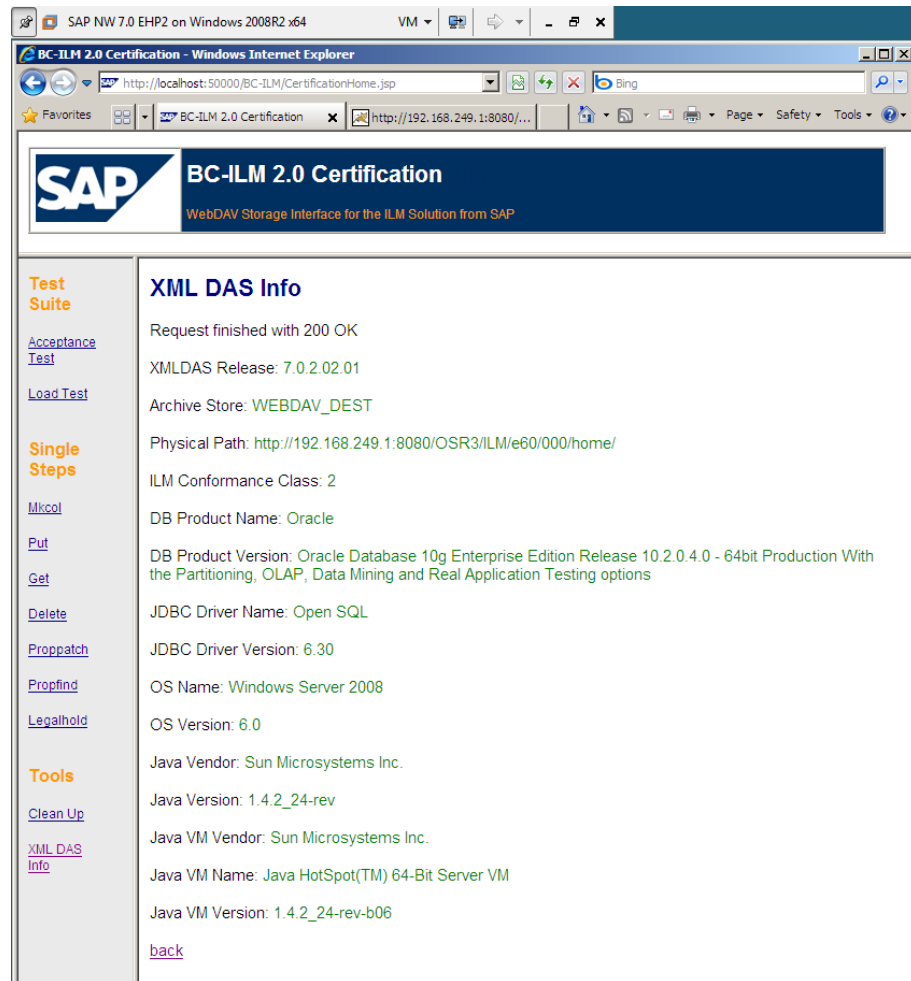 SAP NW 7.0 EHP2 on Windows 2008R2 x64
VM
BC-ILM 2.0 Certification - Windows Internet Explorer
http://localhost:50000/BC-ILM/CertificationHome.jsp
Bing
Favorites
BC-ILM 2.0 Certification
http://192.168.249.1:8080/...
Page
Safety
Tools
SAP
BC-ILM 2.0 Certification
WebDAV Storage Interface for the ILM Solution from SAP
Test
Suite
Acceptance
Test
Load Test
Single
Steps
Mkcol
Put
Get
Delete
Proppatch
Propfind
Legalhold
Tools
Clean Up
XML DAS
Info
XML DAS Info
Request finished with 200 OK
XMLDAS Release: 7.0.2.02.01
Archive Store: WEBDAV_DEST
Physical Path: http://192.168.249.1:8080/OSR3/ILM/e60/000/home/
ILM Conformance Class: 2
DB Product Name: Oracle
DB Product Version: Oracle Database 10g Enterprise Edition Release 10.2.0.4.0 - 64bit Production With
the Partitioning, OLAP, Data Mining and Real Application Testing options
JDBC Driver Name: Open SQL
JDBC Driver Version: 6.30
OS Name: Windows Server 2008
OS Version: 6.0
Java Vendor: Sun Microsystems Inc.
Java Version: 1.4.2_24-rev
Java VM Vendor: Sun Microsystems Inc.
Java VM Name: Java HotSpot(TM) 64-Bit Server VM
Java VM Version: 1.4.2_24-rev-b06
back